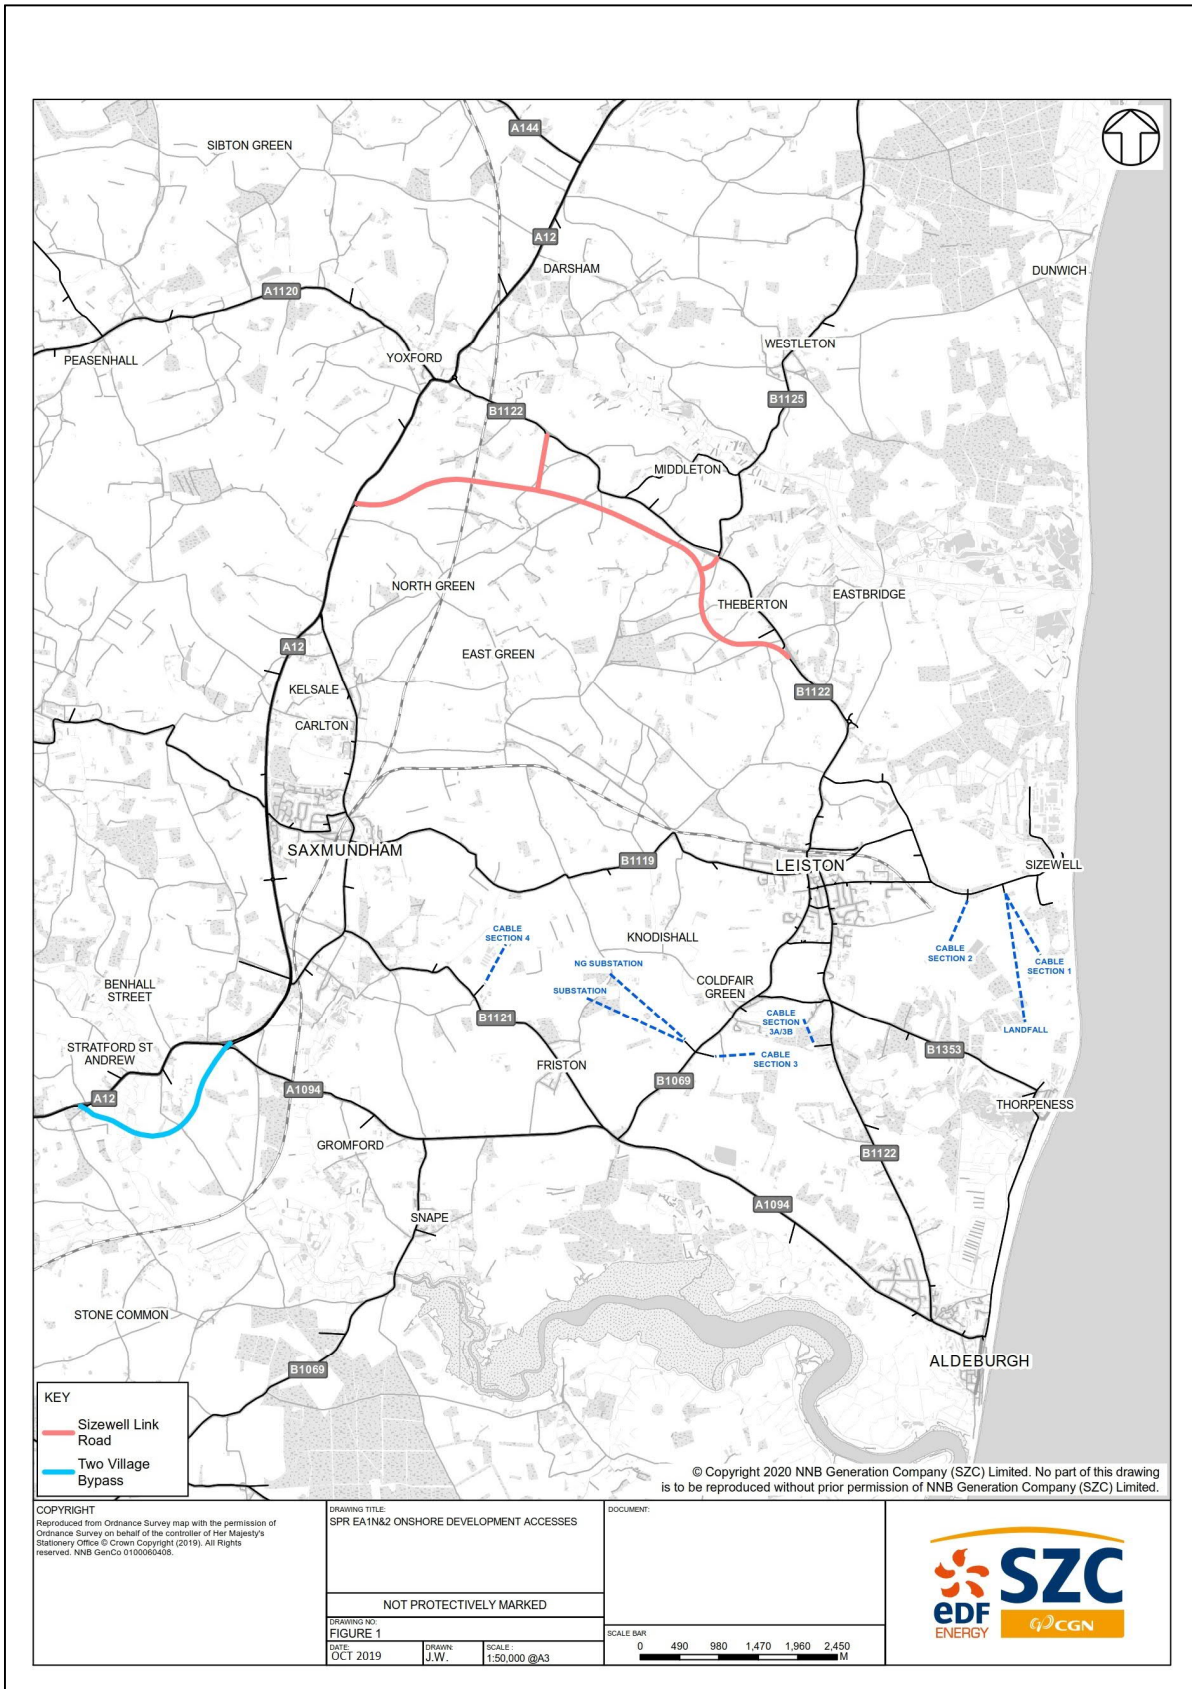 A144
SIBTON GREEN
A12
DARSHAM
DUNWICH
A1120
WESTLETON
PEASENHALL
YOXFORD
B1125
B1122
MIDDLETON
NORTH GREEN
EASTBRIDGE
THEBERTON
A12
EAST GREEN
KELSALE
B1122
CARLTON
SAXMUNDHAM
B1119
LEISTON
SIZEWELL
CABLE
SECTION 4
KNODISHALL
CABLE
SECTION 2
CABLE
SECTION 1
NG SUBSTATION
BENHALL
STREET
SUBSTATION
COLDFAIR
GREEN
B1121
CABLE
SECTION
3A/3B
LANDFALL
STRATFORD ST
ANDREW
B1353
FRISTON
CABLE
SECTION 3
B1069
A12
A1094
THORPENESS
GROMFORD
B1122
A1094
SNAPE
STONE COMMON
ALDEBURGH
B1069
KEY
Sizewell Link
Road
Two Village
Bypass
© Copyright 2020 NNB Generation Company (SZC) Limited. No part of this drawing
is to be reproduced without prior permission of NNB Generation Company (SZC) Limited.
COPYRIGHT
Reproduced from Ordnance Survey map with the permission of
Ordnance Survey on behalf of the controller of Her Majesty's
Stationery Office © Crown Copyright (2019). All Rights
reserved. NNB GenCo 0100060408.
DRAWING TITLE:
SPR EA1N&2 ONSHORE DEVELOPMENT ACCESSES
NOT PROTECTIVELY MARKED
DRAWING NO:
FIGURE 1
DATE:
OCT 2019
DRAWN:
J.W.
SCALE :
1:50,000 @A3
DOCUMENT:
SCALE BAR
0 490 980 1,470 1,960 2,450
M
eDF
ENERGY
SZC
CGN